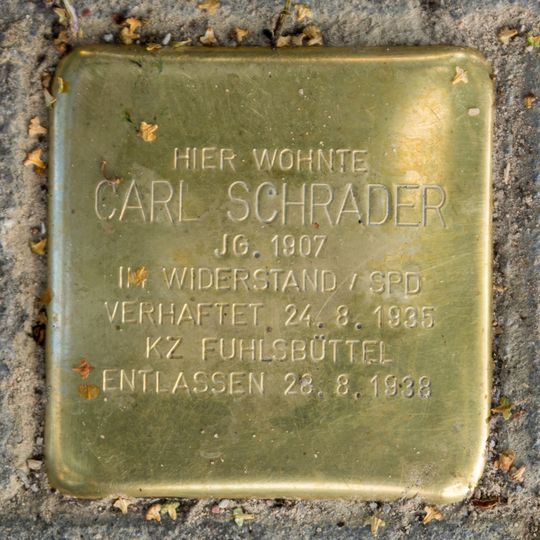 HIER WOHNTE
CARL SCHRADER
JG. 1907
IM WIDERSTAND / SPD
VERHAFTET 24. 8. 1935
KZ FUHLSBÜTTEL
ENTLASSEN 28. 8. 1938